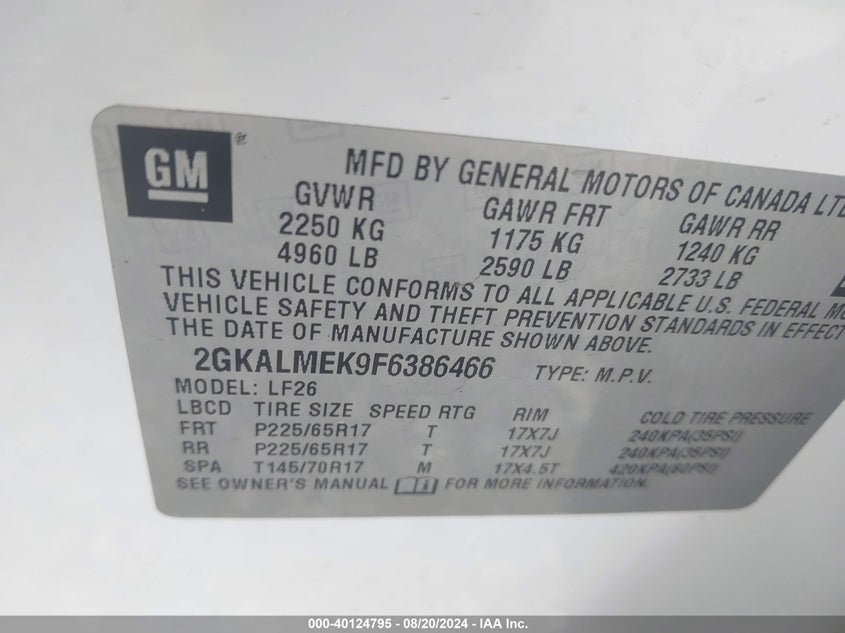 GM®
MFD BY GENERAL MOTORS OF CANADA LTD
GVWR GAWR FRT GAWR RR
2250 KG 1175 KG 1240 KG
4960 LB 2590 LB 2733 LB
THIS VEHICLE CONFORMS TO ALL APPLICABLE U.S. FEDERAL
VEHICLE SAFETY AND THEFT PREVENTION STANDARDS IN EFFECT
THE DATE OF MANUFACTURE SHOWN ABOVE.
2GKALMEK9F6386466 TYPE: M.P.V.
MODEL: LF26
LBCD TIRE SIZE SPEED RTG RIM COLD TIRE PRESSURE
FRT P225/65R17 T 17X7J 240KPA(35PSI)
RR P225/65R17 T 17X7J 240KPA(35PSI)
SPA T145/70R17 M 17X4.5T 420KPA(60PSI)
SEE OWNER'S MANUAL FOR MORE INFORMATION.
000-40124795 - 08/20/2024 - IAA Inc.